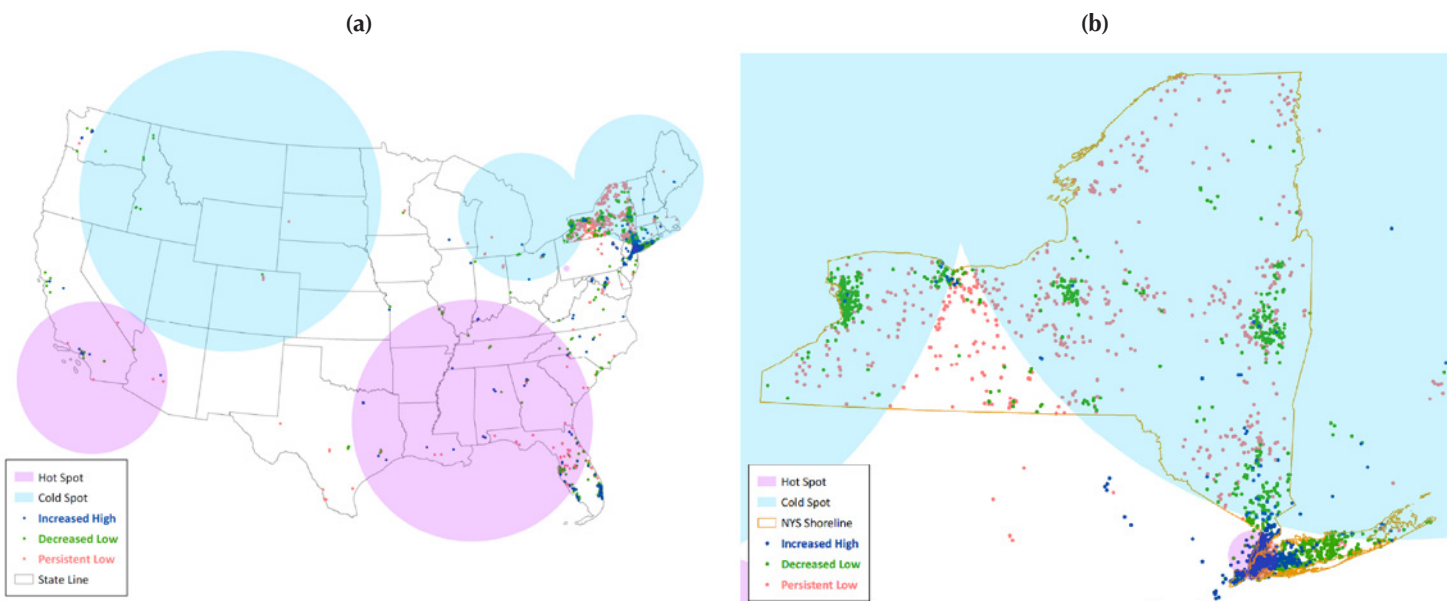 (a)
Hot Spot
Cold Spot
Increased High
Decreased Low
Persistent Low
State Line
(b)
Hot Spot
Cold Spot
NYS Shoreline
Increased High
Decreased Low
Persistent Low